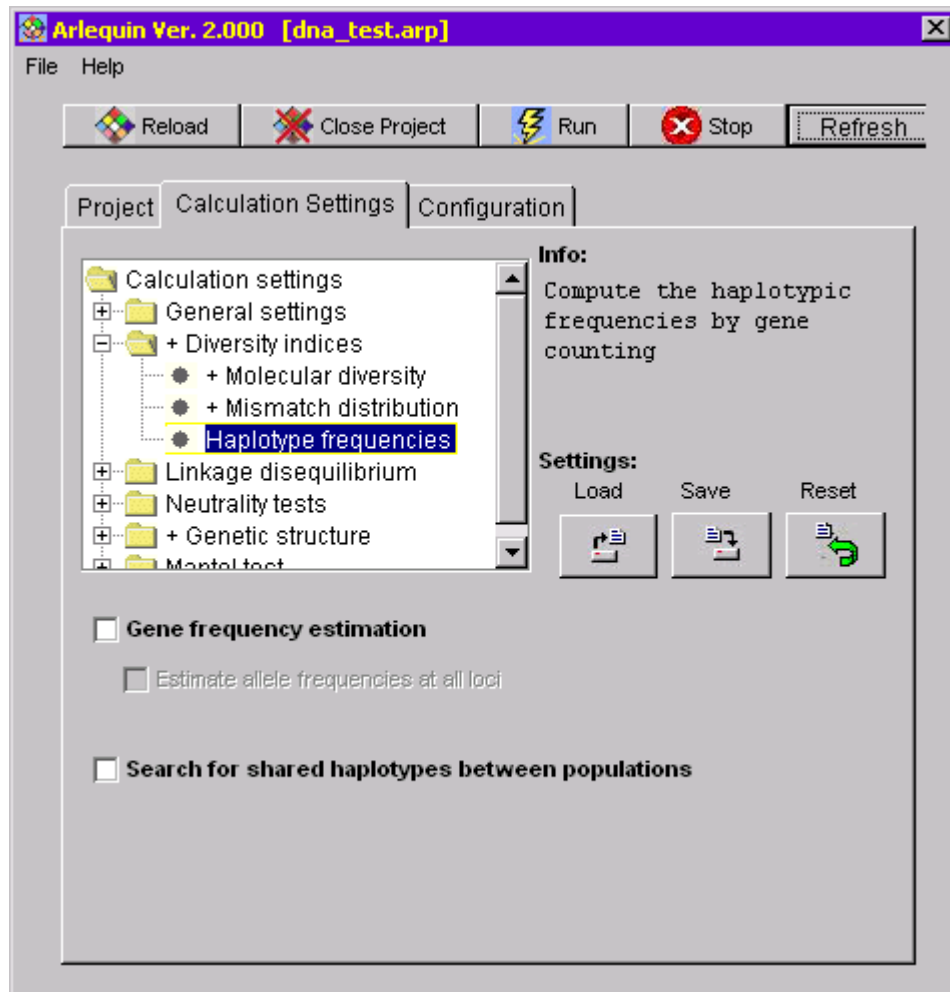 Arlequin Ver. 2.000 [dna_test.arp]
File Help
Reload Close Project Run Stop Refresh
Project Calculation Settings Configuration
Calculation settings
General settings
+ Diversity indices
+ Molecular diversity
+ Mismatch distribution
Haplotype frequencies
Linkage disequilibrium
Neutrality tests
+ Genetic structure
Mantel test
Info:
Compute the haplotypic
frequencies by gene
counting
Settings:
Load Save Reset
Gene frequency estimation
Estimate allele frequencies at all loci
Search for shared haplotypes between populations